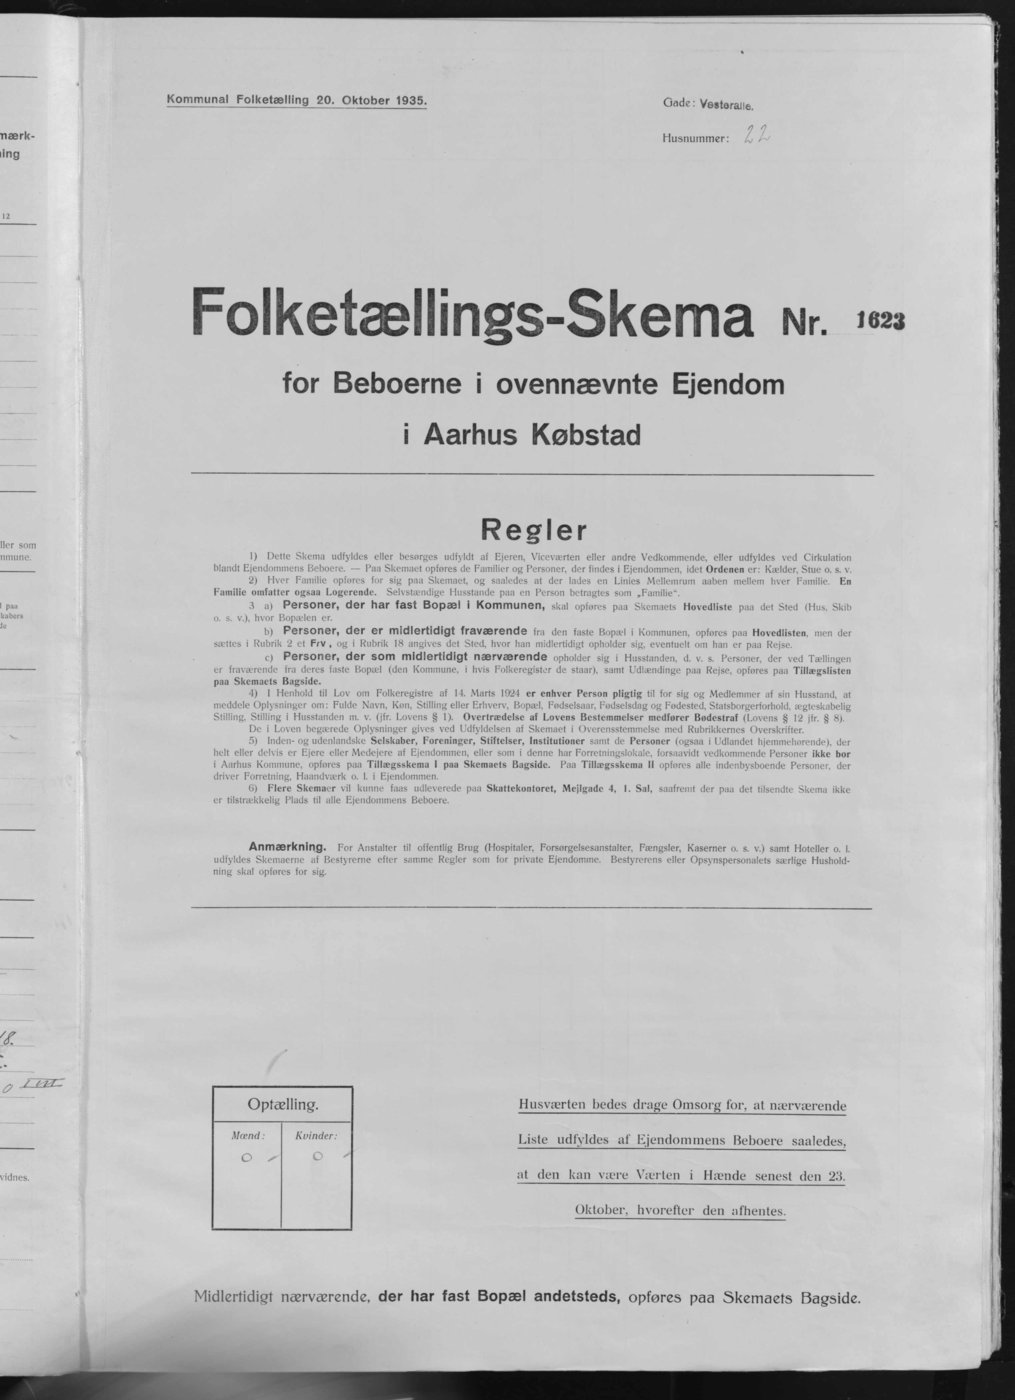 Kommunal Folketælling 20. Oktober 1935.
Gade: Vesteralle.
Husnummer: 22
Folketællings-Skema Nr. 1623
for Beboerne i ovennævnte Ejendom
i Aarhus Købstad
Regler
1) Dette Skema udfyldes eller besørges udfyldt af Ejeren, Viceværten eller andre Vedkommende, eller udfyldes ved Cirkulation
blandt Ejendommens Beboere. — Paa Skemaet opføres de Familier og Personer, der findes i Ejendommen, idet Ordenen er: Kælder, Stue o. s. v.
2) Hver Familie opføres for sig paa Skemaet, og saaledes at der lades en Linies Mellemrum aaben mellem hver Familie. En
Familie omfatter ogsaa Logerende. Selvstændige Husstande paa en Person betragtes som „Familie“.
3 a) Personer, der har fast Bopæl i Kommunen, skal opføres paa Skemaets Hovedliste paa det Sted (Hus, Skib
o. s. v.), hvor Bopælen er.
b) Personer, der er midlertidigt fraværende fra den faste Bopæl i Kommunen, opføres paa Hovedlisten, men der
sættes i Rubrik 2 et Frv, og i Rubrik 18 angives det Sted, hvor han midlertidigt opholder sig, eventuelt om han er paa Rejse.
c) Personer, der som midlertidigt nærværende opholder sig i Husstanden, d. v. s. Personer, der ved Tællingen
er fraværende fra deres faste Bopæl (den Kommune, i hvis Folkeregister de staar), samt Udlændinge paa Rejse, opføres paa Tillægslisten
paa Skemaets Bagside.
4) I Henhold til Lov om Folkeregistre af 14. Marts 1924 er enhver Person pligtig til for sig og Medlemmer af sin Husstand, at
meddele Oplysninger om: Fulde Navn, Køn, Stilling eller Erhverv, Bopæl, Fødselsaar, Fødselsdag og Fødested, Statsborgerforhold, ægteskabelig
Stilling, Stilling i Husstanden m. v. (jfr. Lovens § 1). Overtrædelse af Lovens Bestemmelser medfører Bødestraf (Lovens § 12 jfr. § 8).
De i Loven begærede Oplysninger gives ved Udfyldelsen af Skemaet i Overensstemmelse med Rubrikkernes Overskrifter.
5) Inden- og udenlandske Selskaber, Foreninger, Stiftelser, Institutioner samt de Personer (ogsaa i Udlandet hjemmehørende), der
helt eller delvis er Ejere eller Medejere af Ejendommen, eller som i denne har Forretningslokale, forsaavidt vedkommende Personer ikke bor
i Aarhus Kommune, opføres paa Tillægsskema I paa Skemaets Bagside. Paa Tillægsskema II opføres alle indenbysboende Personer, der
driver Forretning, Haandværk o. l. i Ejendommen.
6) Flere Skemaer vil kunne faas udleverede paa Skattekontoret, Mejlgade 4, 1. Sal, saafremt der paa det tilsendte Skema ikke
er tilstrækkelig Plads til alle Ejendommens Beboere.
Anmærkning. For Anstalter til offentlig Brug (Hospitaler, Forsørgelsesanstalter, Fængsler, Kaserner o. s. v.) samt Hoteller o. l.
udfyldes Skemaerne af Bestyrerne efter samme Regler som for private Ejendomme. Bestyrerens eller Opsynspersonalets særlige Hushold-
ning skal opføres for sig.
Optælling.
Mænd: Kvinder:
0 0
Husværten bedes drage Omsorg for, at nærværende
Liste udfyldes af Ejendommens Beboere saaledes,
at den kan være Værten i Hænde senest den 23.
Oktober, hvorefter den afhentes.
Midlertidigt nærværende, der har fast Bopæl andetsteds, opføres paa Skemaets Bagside.